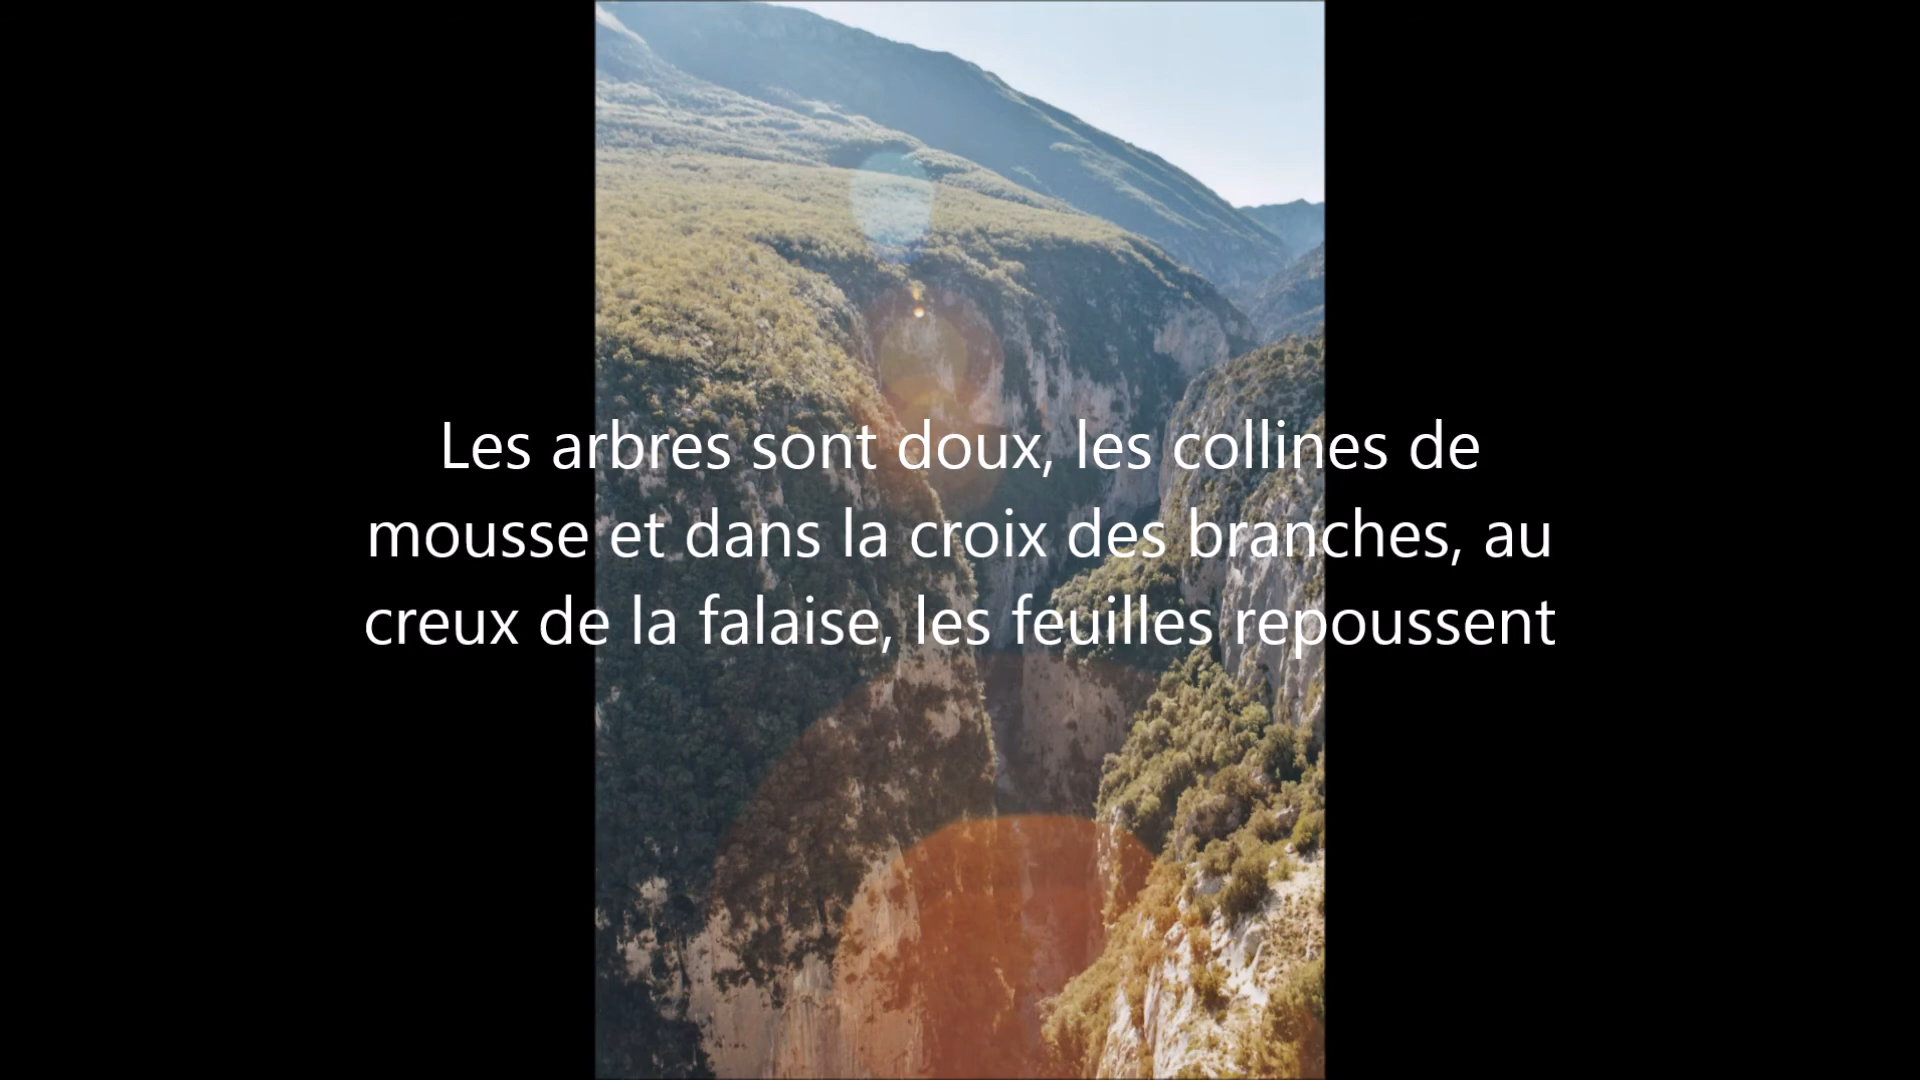 Les arbres sont doux, les collines de
mousse et dans la croix des branches, au
creux de la falaise, les feuilles repoussent